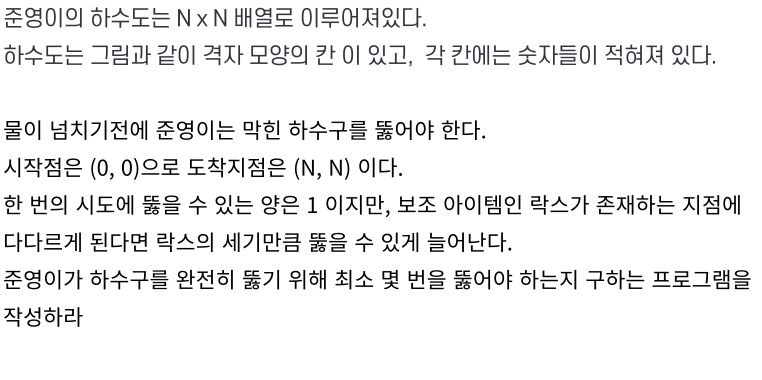 준영이의 하수도는 N x N 배열로 이루어져있다.
하수도는 그림과 같이 격자 모양의 칸 이 있고, 각 칸에는 숫자들이 적혀져 있다.
물이 넘치기전에 준영이는 막힌 하수구를 뚫어야 한다.
시작점은 (0, 0)으로 도착지점은 (N, N) 이다.
한 번의 시도에 뚫을 수 있는 양은 1 이지만, 보조 아이템인 락스가 존재하는 지점에
다다르게 된다면 락스의 세기만큼 뚫을 수 있게 늘어난다.
준영이가 하수구를 완전히 뚫기 위해 최소 몇 번을 뚫어야 하는지 구하는 프로그램을
작성하라